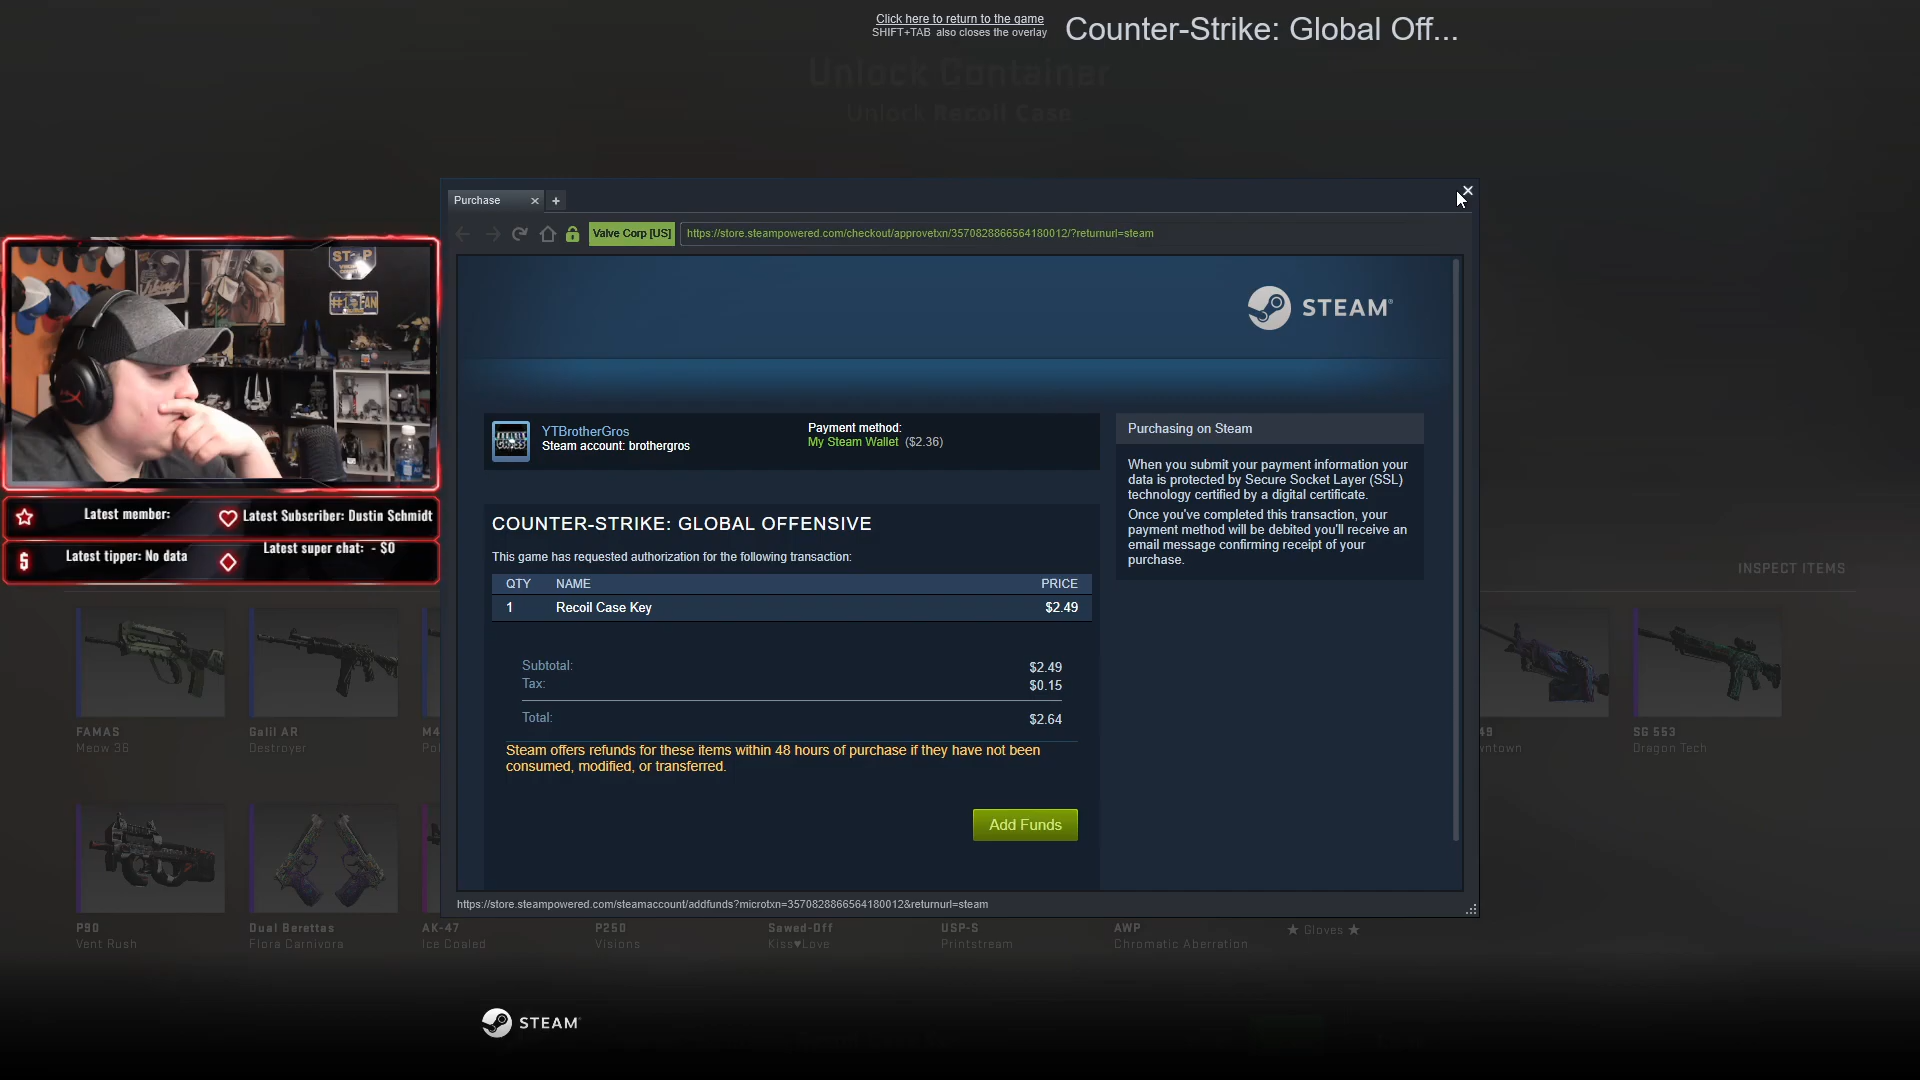 Click here to return to the game
SHIFT+TAB also closes the overlay
Counter-Strike: Global Off...
Unlock Container
Unlock Recoil Case
Purchase
Valve Corp [US]
https://store.steampowered.com/checkout/approvetxn/3570828866564180012/?returnurl=steam
STEAM®
ST P
#1 FAN
YTBrotherGros
Steam account: brothergros
Payment method:
My Steam Wallet ($2.36)
Purchasing on Steam
When you submit your payment information your
data is protected by Secure Socket Layer (SSL)
technology certified by a digital certificate.
Once you've completed this transaction, your
payment method will be debited you'll receive an
email message confirming receipt of your
purchase.
Latest member:
Latest Subscriber: Dustin Schmidt
Latest tipper: No data
Latest super chat: - $0
COUNTER-STRIKE: GLOBAL OFFENSIVE
This game has requested authorization for the following transaction:
QTY NAME PRICE
1 Recoil Case Key $2.49
Subtotal: $2.49
Tax: $0.15
Total: $2.64
Steam offers refunds for these items within 48 hours of purchase if they have not been
consumed, modified, or transferred.
Add Funds
https://store.steampowered.com/steamaccount/addfunds?microtxn=3570828866564180012&returnurl=steam
INSPECT ITEMS
FAMAS
Meow 36
Galil AR
Destroyer
M4
Pol
49
wntown
SG 553
Dragon Tech
P90
Vent Rush
Dual Berettas
Flora Carnivora
AK-47
Ice Coaled
P250
Visions
Sawed-Off
Kiss♥Love
USP-S
Printstream
AWP
Chromatic Aberration
★ Gloves ★
STEAM